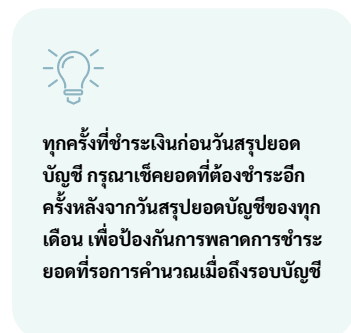 ทุกครั้งที่ชำระเงินก่อนวันสรุปยอด
บัญชี กรุณาเช็คยอดที่ต้องชำระอีก
ครั้งหลังจากวันสรุปยอดบัญชีของทุก
เดือน เพื่อป้องกันการพลาดการชำระ
ยอดที่รอการคำนวณเมื่อถึงรอบบัญชี